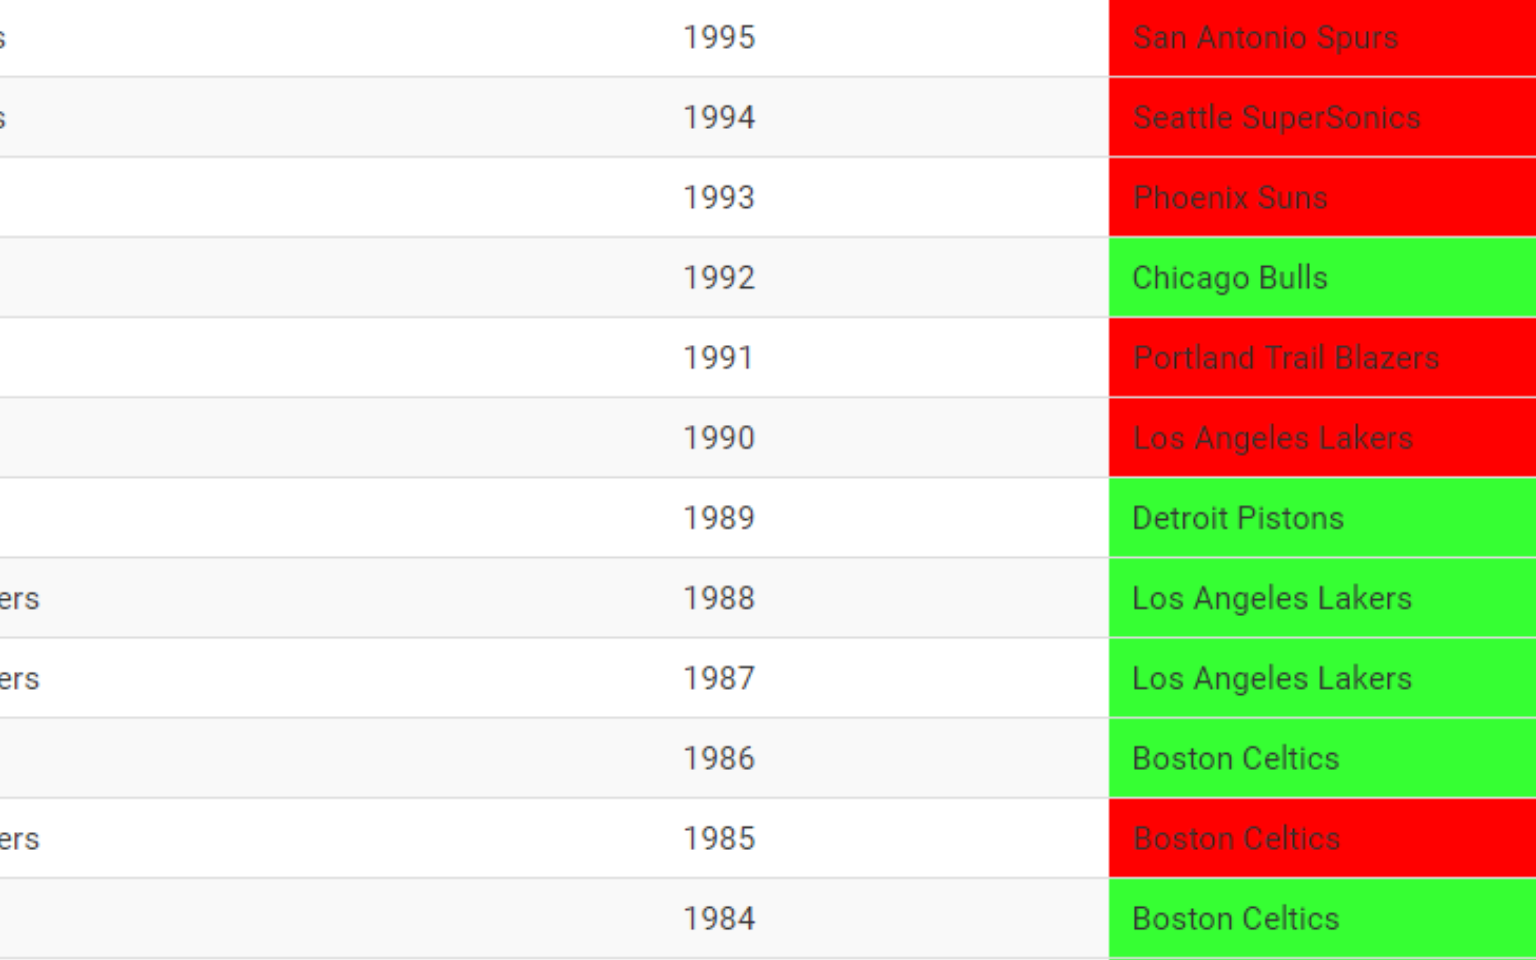 s 1995 San Antonio Spurs
s 1994 Seattle SuperSonics
1993 Phoenix Suns
1992 Chicago Bulls
1991 Portland Trail Blazers
1990 Los Angeles Lakers
1989 Detroit Pistons
ers 1988 Los Angeles Lakers
ers 1987 Los Angeles Lakers
1986 Boston Celtics
ers 1985 Boston Celtics
1984 Boston Celtics